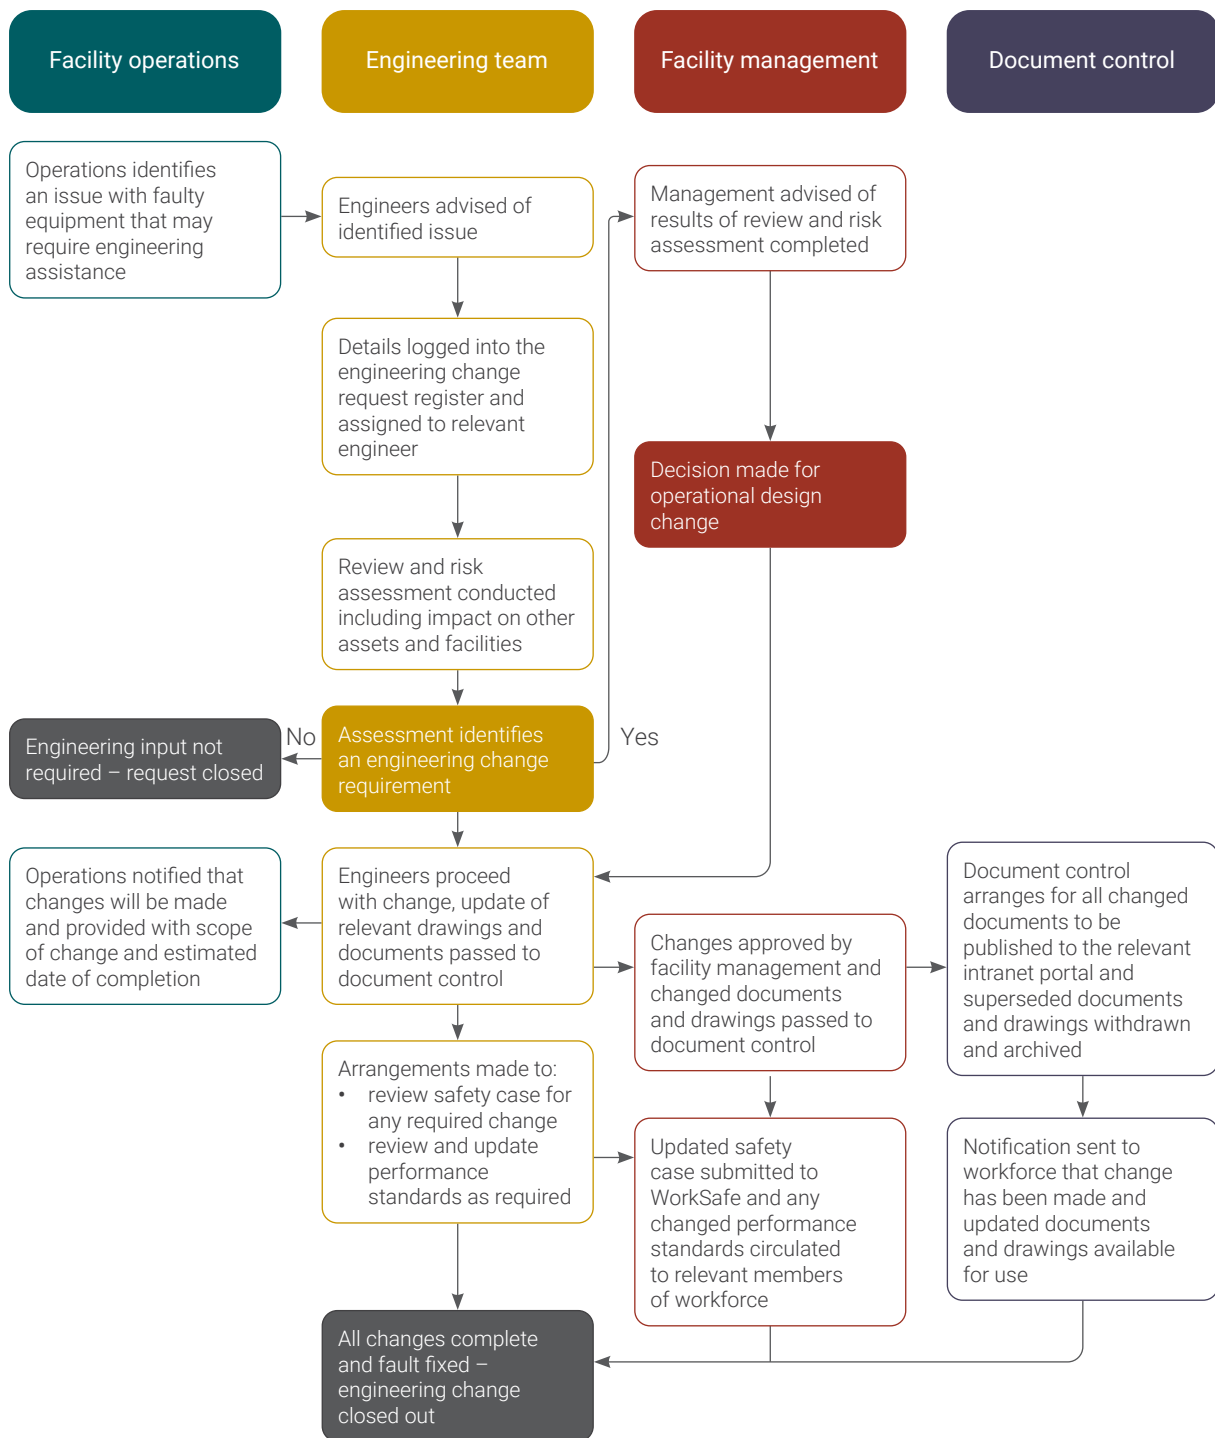 Facility operations
Engineering team
Facility management
Document control
Operations identifies
an issue with faulty
equipment that may
require engineering
assistance
Engineers advised of
identified issue
Management advised of
results of review and risk
assessment completed
Details logged into the
engineering change
request register and
assigned to relevant
engineer
Decision made for
operational design
change
Review and risk
assessment conducted
including impact on other
assets and facilities
Engineering input not
required – request closed
No
Assessment identifies
an engineering change
requirement
Yes
Operations notified that
changes will be made
and provided with scope
of change and estimated
date of completion
Engineers proceed
with change, update of
relevant drawings and
documents passed to
document control
Changes approved by
facility management and
changed documents
and drawings passed to
document control
Document control
arranges for all changed
documents to be
published to the relevant
intranet portal and
superseded documents
and drawings withdrawn
and archived
Arrangements made to:
• review safety case for
any required change
• review and update
performance
standards as required
Updated safety
case submitted to
WorkSafe and any
changed performance
standards circulated
to relevant members
of workforce
Notification sent to
workforce that change
has been made and
updated documents
and drawings available
for use
All changes complete
and fault fixed –
engineering change
closed out